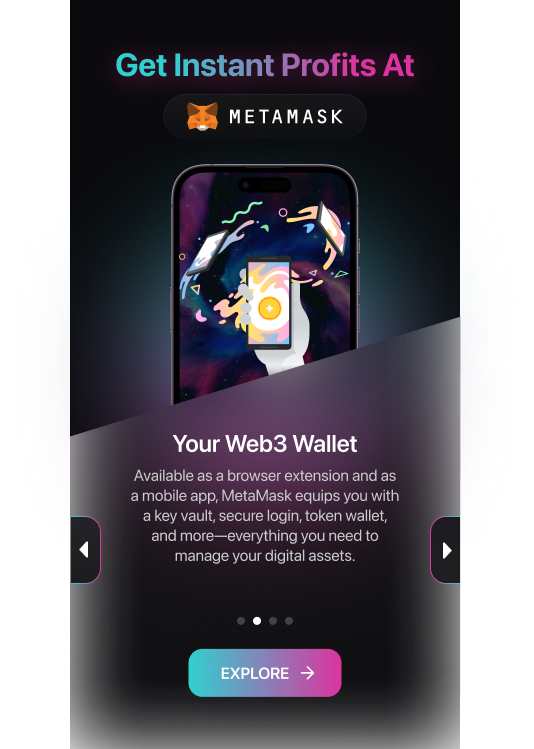 Get Instant Profits At
METAMASK
Your Web3 Wallet
Available as a browser extension and as
a mobile app, MetaMask equips you with
a key vault, secure login, token wallet,
and more—everything you need to
manage your digital assets.
EXPLORE